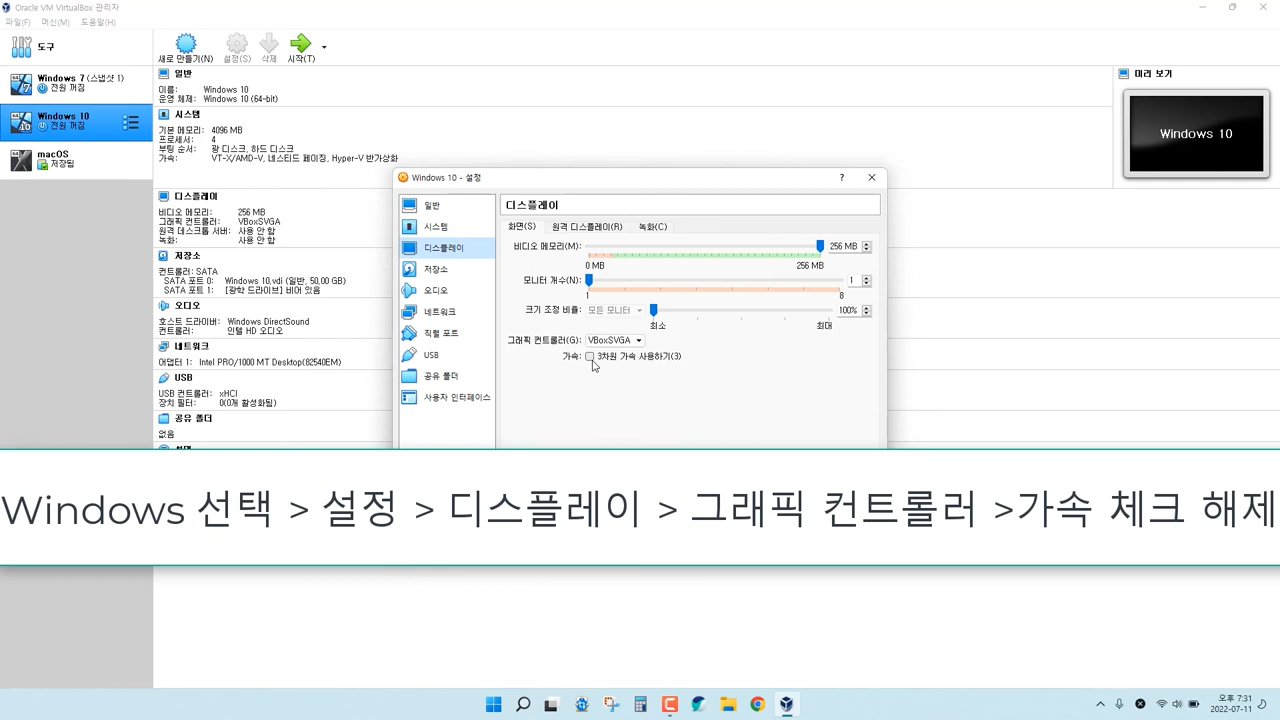 Oracle VM VirtualBox 관리자
파일(F) 머신(M) 도움말(H)
도구
새로 만들기(N) 설정(S) 삭제 시작(T)
Windows 7 (스냅샷 1)
전원 꺼짐
Windows 10
전원 꺼짐
macOS
저장됨
일반
이름: Windows 10
운영 체제: Windows 10 (64-bit)
시스템
기본 메모리: 4096 MB
프로세서: 4
부팅 순서: 광 디스크, 하드 디스크
가속: VT-x/AMD-V, 네스티드 페이징, Hyper-V 반가상화
디스플레이
비디오 메모리: 256 MB
그래픽 컨트롤러: VBoxSVGA
원격 데스크톱 서버: 사용 안 함
녹화: 사용 안 함
저장소
컨트롤러: SATA
SATA 포트 0: Windows 10.vdi (일반, 50.00 GB)
SATA 포트 1: [광학 드라이브] 비어 있음
오디오
호스트 드라이버: Windows DirectSound
컨트롤러: 인텔 HD 오디오
네트워크
어댑터 1: Intel PRO/1000 MT Desktop(82540EM)
USB
USB 컨트롤러: xHCI
장치 필터: 0(0개 활성화됨)
공유 폴더
없음
미리 보기
Windows 10
Windows 10 - 설정
?
일반
시스템
디스플레이
저장소
오디오
네트워크
직렬 포트
USB
공유 폴더
사용자 인터페이스
디스플레이
화면(S) 원격 디스플레이(R) 녹화(C)
비디오 메모리(M): 256 MB
0 MB 256 MB
모니터 개수(N): 1
1 8
크기 조정 비율: 모든 모니터 100%
최소 최대
그래픽 컨트롤러(G): VBoxSVGA
가속: 3차원 가속 사용하기(3)
Windows 선택 > 설정 > 디스플레이 > 그래픽 컨트롤러 >가속 체크 해제
오후 7:31
2022-07-11